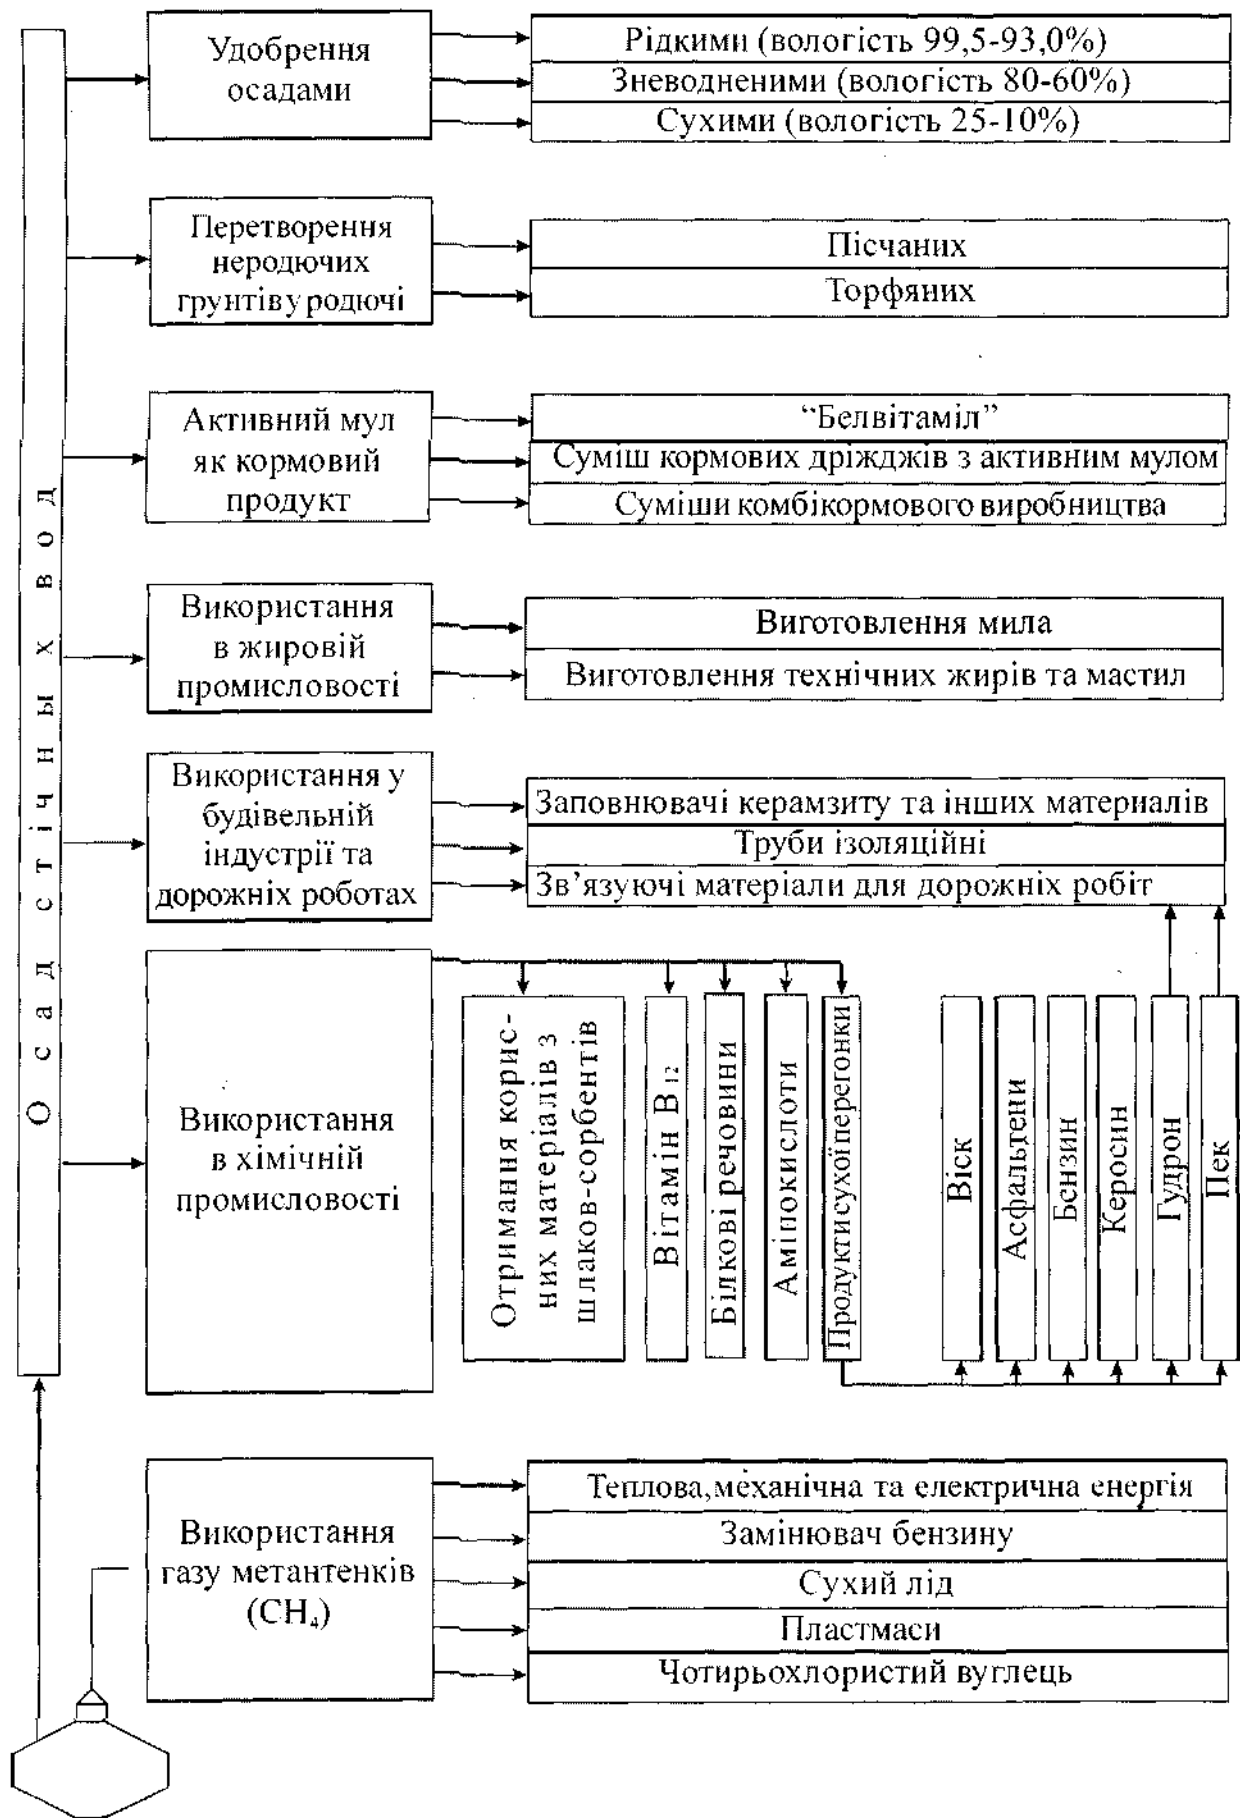 Осад стічных вод
Удобрення
осадами
Рідкими (вологість 99,5-93,0%)
Зневодненими (вологість 80-60%)
Сухими (вологість 25-10%)
Перетворення
неродючих
грунтів у родючі
Пісчаних
Торфяних
Активний мул
як кормовий
продукт
“Белвітаміл”
Суміш кормових дріжджів з активним мулом
Суміши комбікормового виробництва
Використання
в жировій
промисловості
Виготовлення мила
Виготовлення технічних жирів та мастил
Використання у
будівельній
індустрії та
дорожніх роботах
Заповнювачі керамзиту та інших материалів
Труби ізоляційні
Зв’язуючі матеріали для дорожніх робіт
Використання
в хімічній
промисловості
Отримання корис-
них матеріалів з
шлаков-сорбентів
Вітамін В₁₂
Білкові речовини
Амінокислоти
Продукти сухої перегонки
Віск
Асфальтени
Бензин
Керосин
Гудрон
Пек
Використання
газу метантенків
(CH₄)
Теплова,механічна та електрична енергія
Замінювач бензину
Сухий лід
Пластмаси
Чотирьохлористий вуглець